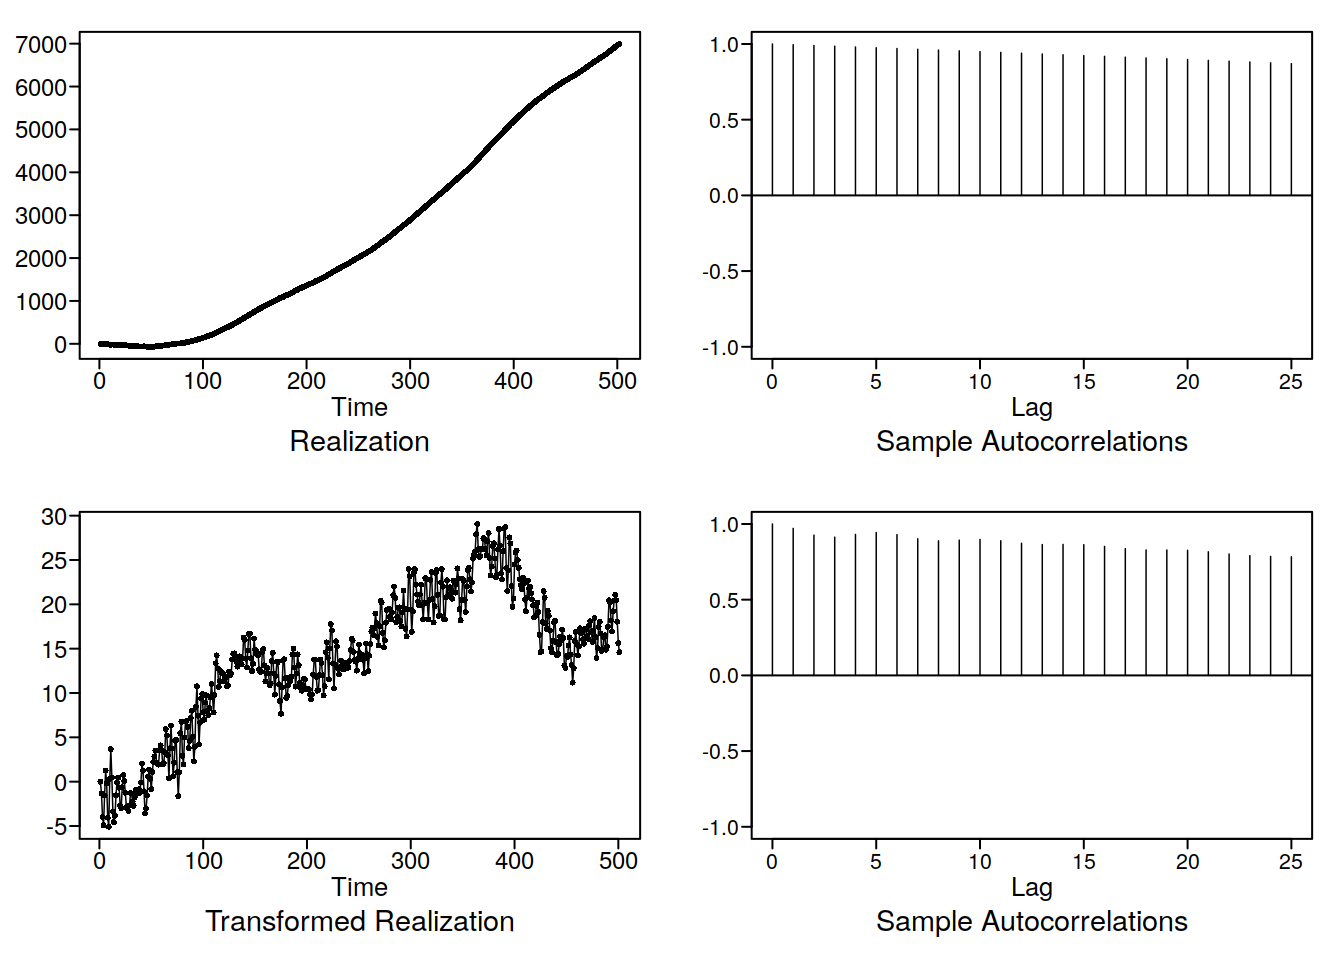 7000
6000
5000
4000
3000
2000
1000
0
0 100 200 300 400 500
Time
Realization
1.0
0.5
0.0
-0.5
-1.0
0 5 10 15 20 25
Lag
Sample Autocorrelations
30
25
20
15
10
5
0
-5
0 100 200 300 400 500
Time
Transformed Realization
1.0
0.5
0.0
-0.5
-1.0
0 5 10 15 20 25
Lag
Sample Autocorrelations